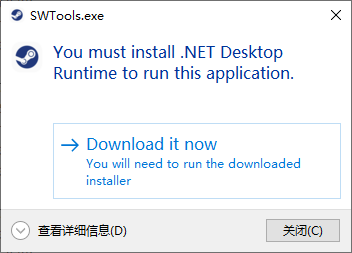 SWTools.exe
You must install .NET Desktop
Runtime to run this application.
Download it now
You will need to run the downloaded
installer
查看详细信息(D)
关闭(C)